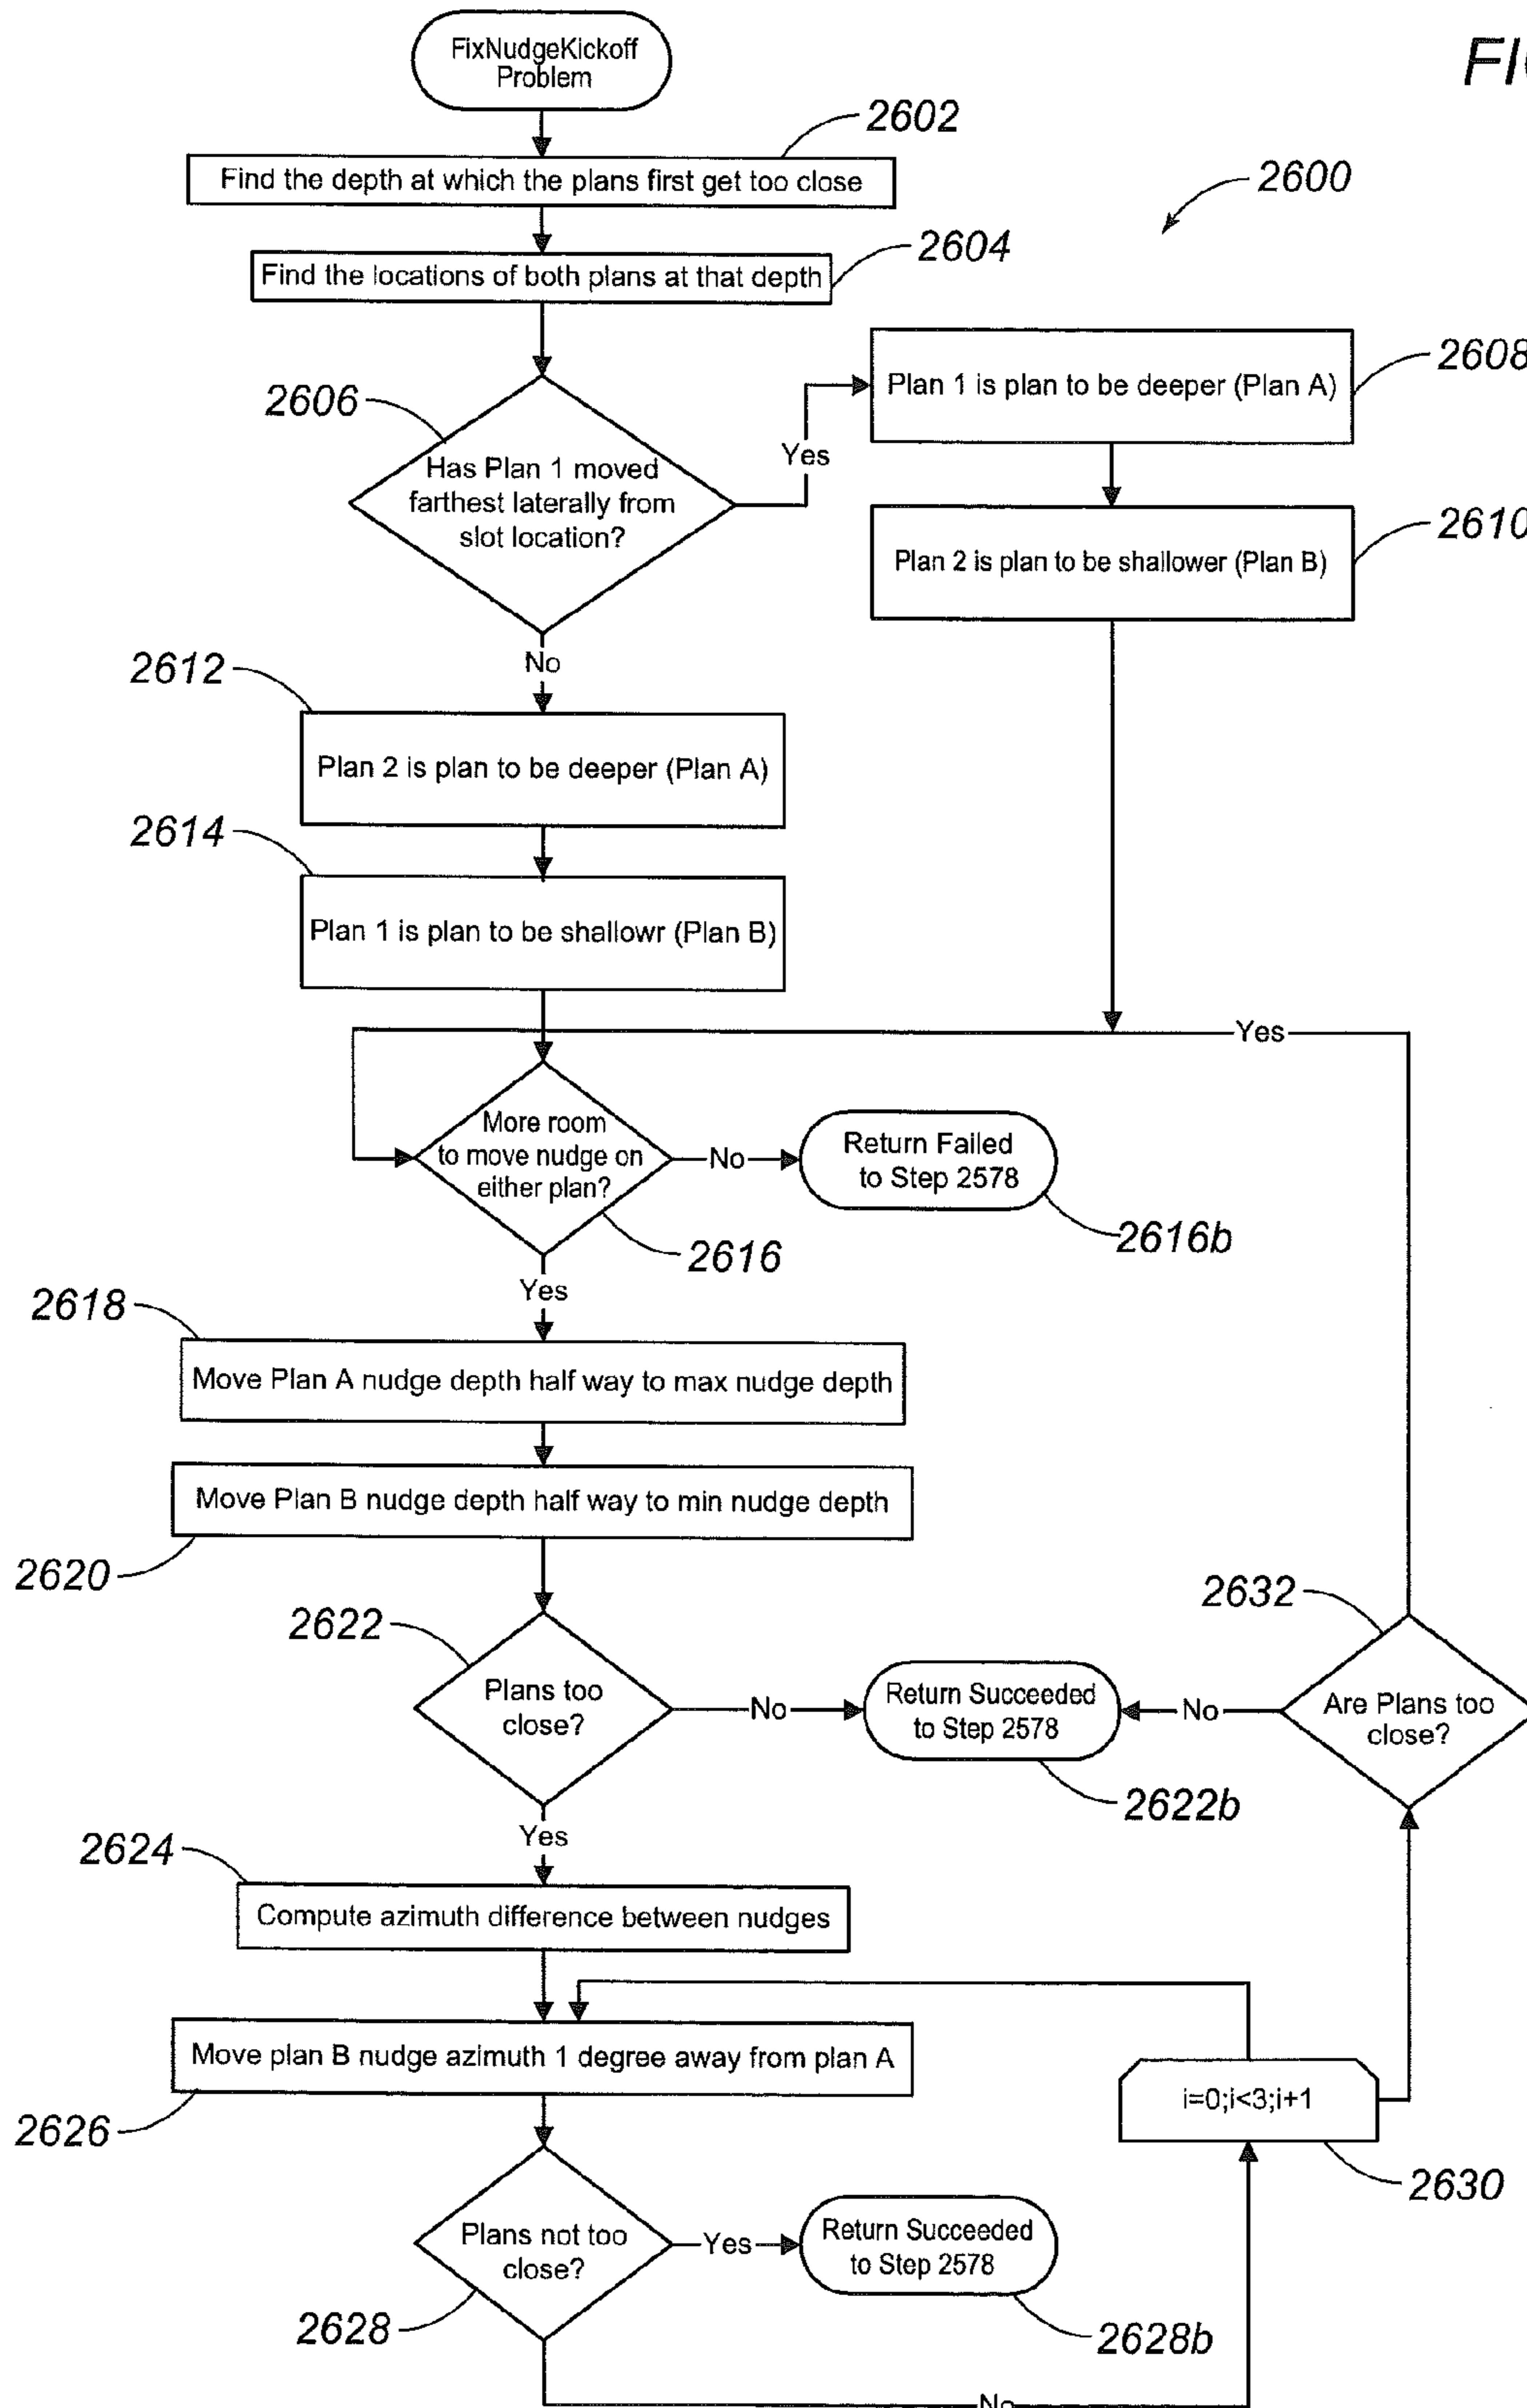 FixNudgeKickoff
Problem
FI
2602
Find the depth at which the plans first get too close
2600
2604
Find the locations of both plans at that depth
2608
Plan 1 is plan to be deeper (Plan A)
2606
Yes
Has Plan 1 moved
farthest laterally from
slot location?
2610
Plan 2 is plan to be shallower (Plan B)
No
2612
Plan 2 is plan to be deeper (Plan A)
2614
Plan 1 is plan to be shallowr (Plan B)
Yes
More room
to move nudge on
either plan?
No
Return Failed
to Step 2578
2616b
2616
Yes
2618
Move Plan A nudge depth half way to max nudge depth
Move Plan B nudge depth half way to min nudge depth
2620
2632
2622
Plans too
close?
No
Return Succeeded
to Step 2578
No
Are Plans too
close?
2622b
Yes
2624
Compute azimuth difference between nudges
Move plan B nudge azimuth 1 degree away from plan A
i=0;i<3;i+1
2626
2630
Plans not too
close?
Yes
Return Succeeded
to Step 2578
2628
2628b
No